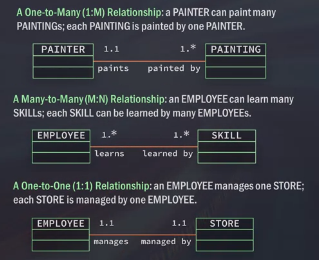 A One-to-Many (1:M) Relationship: a PAINTER can paint many
PAINTINGs; each PAINTING is painted by one PAINTER.
PAINTER 1.1 1.* PAINTING
paints painted by
A Many-to-Many (M:N) Relationship: an EMPLOYEE can learn many
SKILLs; each SKILL can be learned by many EMPLOYEEs.
EMPLOYEE 1.* 1.* SKILL
learns learned by
A One-to-One (1:1) Relationship: an EMPLOYEE manages one STORE;
each STORE is managed by one EMPLOYEE.
EMPLOYEE 1.1 1.1 STORE
manages managed by